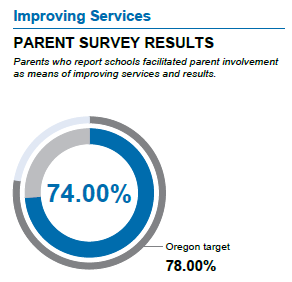 Improving Services
PARENT SURVEY RESULTS
Parents who report schools facilitated parent involvement
as means of improving services and results.
74.00%
Oregon target
78.00%